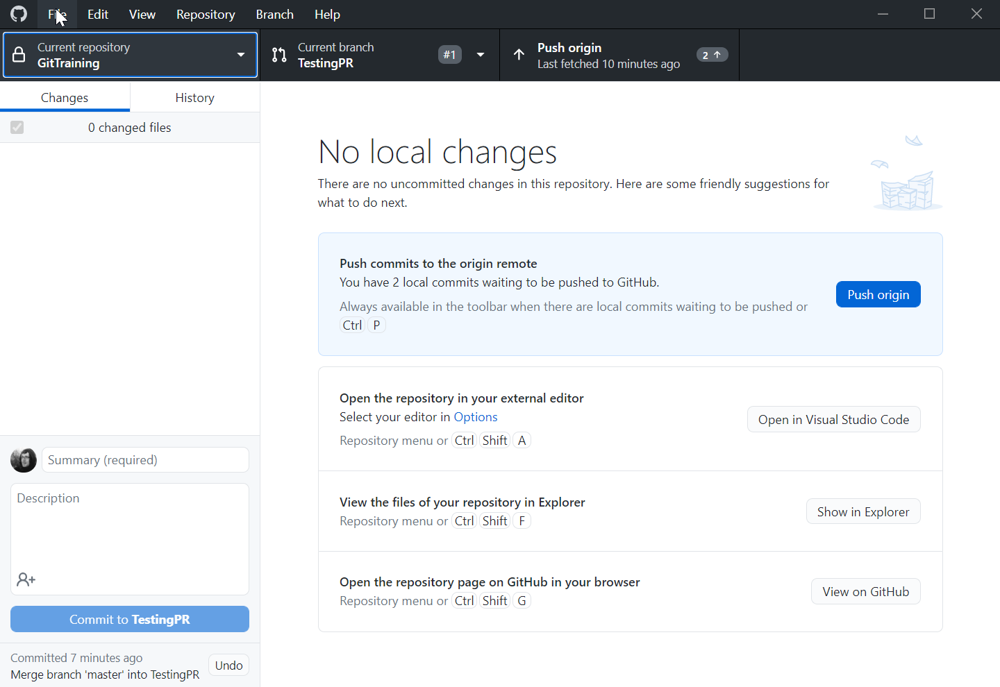 File Edit View Repository Branch Help
Current repository
GitTraining
Current branch
TestingPR
#1
Push origin
Last fetched 10 minutes ago
2
Changes
History
0 changed files
No local changes
There are no uncommitted changes in this repository. Here are some friendly suggestions for
what to do next.
Push commits to the origin remote
You have 2 local commits waiting to be pushed to GitHub.
Always available in the toolbar when there are local commits waiting to be pushed or
Ctrl P
Push origin
Open the repository in your external editor
Select your editor in Options
Repository menu or Ctrl Shift A
Open in Visual Studio Code
View the files of your repository in Explorer
Repository menu or Ctrl Shift F
Show in Explorer
Open the repository page on GitHub in your browser
Repository menu or Ctrl Shift G
View on GitHub
Summary (required)
Description
Commit to TestingPR
Committed 7 minutes ago
Merge branch 'master' into TestingPR
Undo